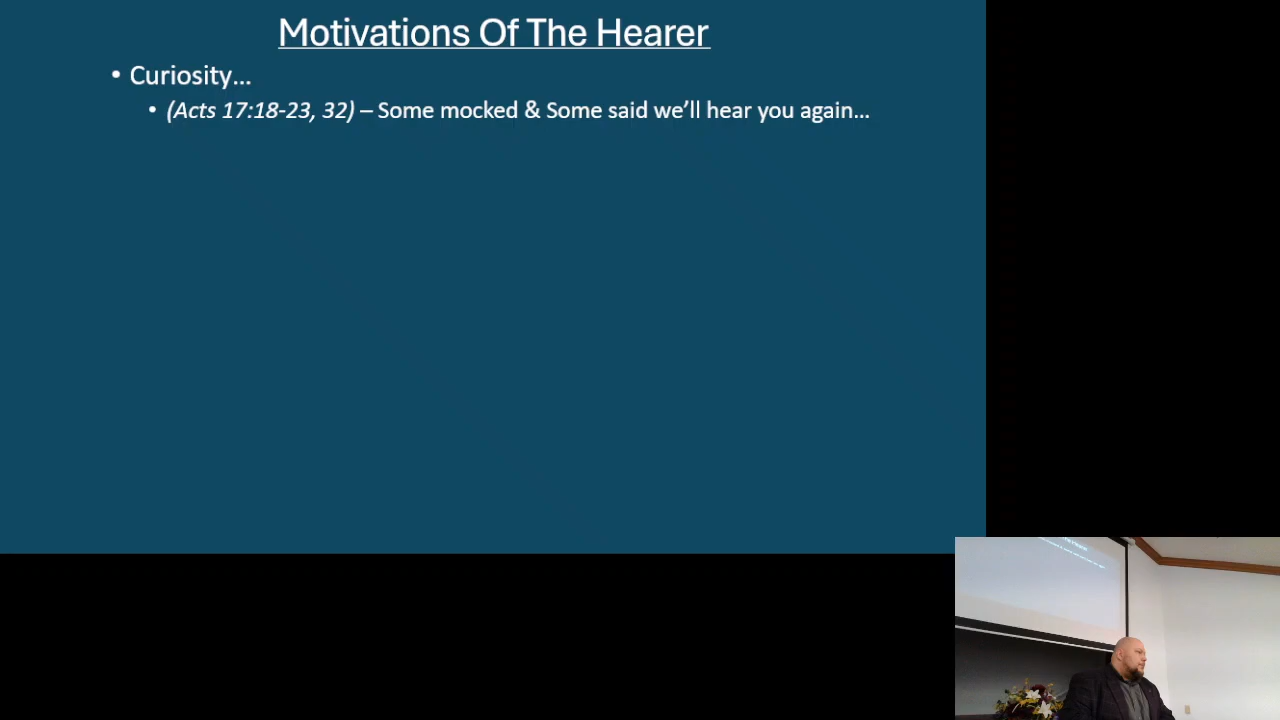 Motivations Of The Hearer
• Curiosity…
• (Acts 17:18-23, 32) – Some mocked & Some said we’ll hear you again…